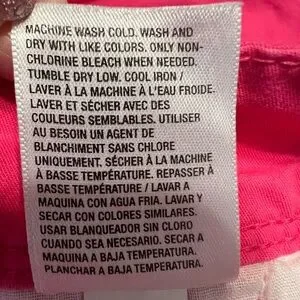 MACHINE WASH COLD. WASH AND
DRY WITH LIKE COLORS. ONLY NON-
CHLORINE BLEACH WHEN NEEDED.
TUMBLE DRY LOW. COOL IRON /
LAVER À LA MACHINE À L'EAU FROIDE.
LAVER ET SÉCHER AVEC DES
COULEURS SEMBLABLES. UTILISER
AU BESOIN UN AGENT DE
BLANCHIMENT SANS CHLORE
UNIQUEMENT. SÉCHER À LA MACHINE
À BASSE TEMPÉRATURE. REPASSER À
BASSE TEMPÉRATURE / LAVAR A
MAQUINA CON AGUA FRIA. LAVAR Y
SECAR CON COLORES SIMILARES.
USAR BLANQUEADOR SIN CLORO
CUANDO SEA NECESARIO. SECAR A
MAQUINA A BAJA TEMPERATURA.
PLANCHAR A BAJA TEMPERATURA.